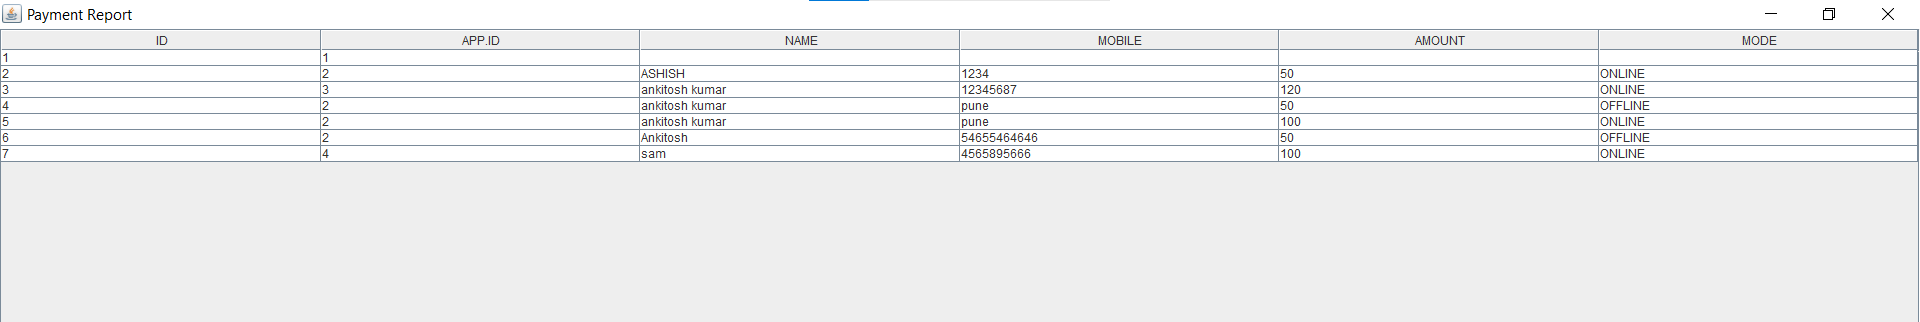 Payment Report
ID APP.ID NAME MOBILE AMOUNT MODE
1 1
2 2 ASHISH 1234 50 ONLINE
3 3 ankitosh kumar 12345687 120 ONLINE
4 2 ankitosh kumar pune 50 OFFLINE
5 2 ankitosh kumar pune 100 ONLINE
6 2 Ankitosh 54655464646 50 OFFLINE
7 4 sam 4565895666 100 ONLINE